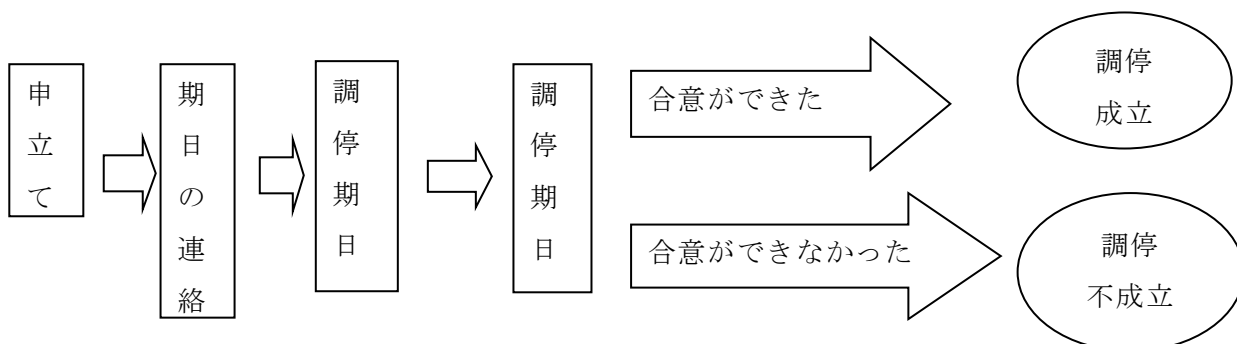 申立て
期日の連絡
調停期日
調停期日
合意ができた
調停
成立
合意ができなかった
調停
不成立